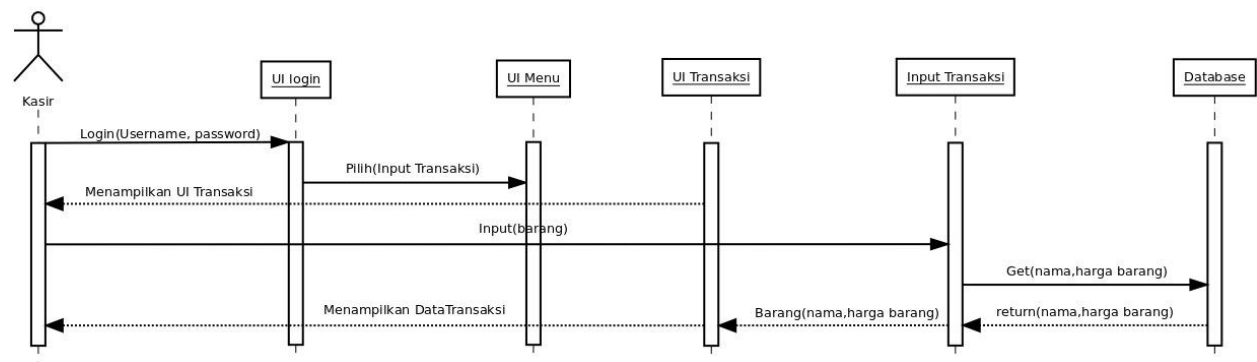 Kasir
UI login
UI Menu
UI Transaksi
Input Transaksi
Database
Login(Username, password)
Pilih(Input Transaksi)
Menampilkan UI Transaksi
Input(barang)
Get(nama,harga barang)
return(nama,harga barang)
Barang(nama,harga barang)
Menampilkan DataTransaksi